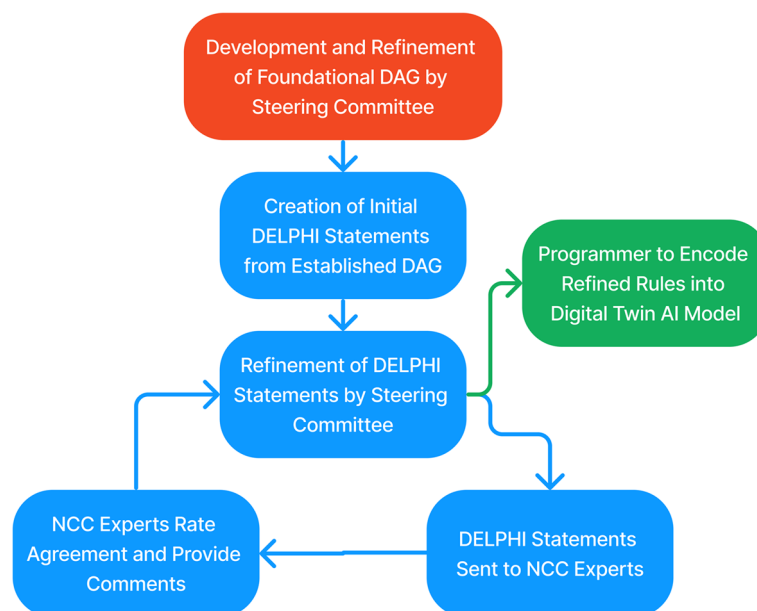 Development and Refinement
of Foundational DAG by
Steering Committee
Creation of Initial
DELPHI Statements
from Established DAG
Programmer to Encode
Refined Rules into
Digital Twin AI Model
Refinement of DELPHI
Statements by Steering
Committee
NCC Experts Rate
Agreement and Provide
Comments
DELPHI Statements
Sent to NCC Experts